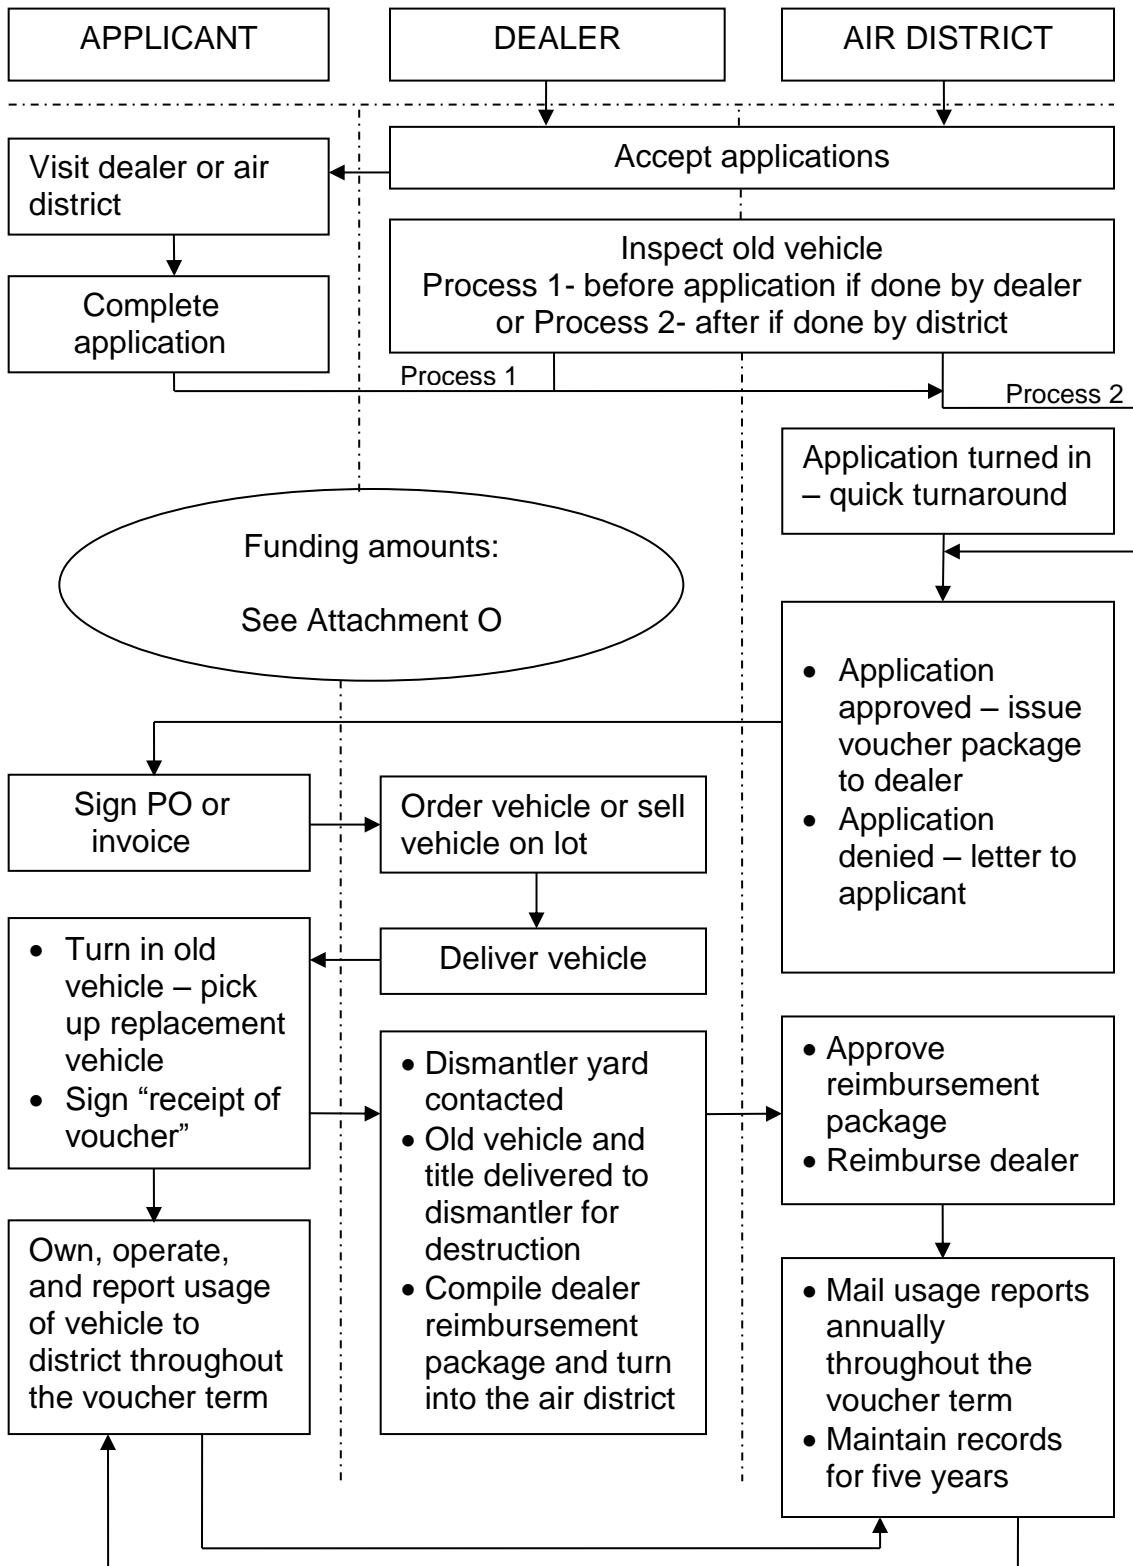 APPLICANT
DEALER
AIR DISTRICT
Accept applications
Visit dealer or air
district
Inspect old vehicle
Process 1- before application if done by dealer
or Process 2- after if done by district
Complete
application
Process 1
Process 2
Application turned in
– quick turnaround
Funding amounts:
See Attachment O
• Application
approved – issue
voucher package
to dealer
• Application
denied – letter to
applicant
Sign PO or
invoice
Order vehicle or sell
vehicle on lot
Deliver vehicle
• Turn in old
vehicle – pick
up replacement
vehicle
• Sign “receipt of
voucher”
• Dismantler yard
contacted
• Old vehicle and
title delivered to
dismantler for
destruction
• Compile dealer
reimbursement
package and turn
into the air district
• Approve
reimbursement
package
• Reimburse dealer
Own, operate,
and report usage
of vehicle to
district throughout
the voucher term
• Mail usage reports
annually
throughout the
voucher term
• Maintain records
for five years